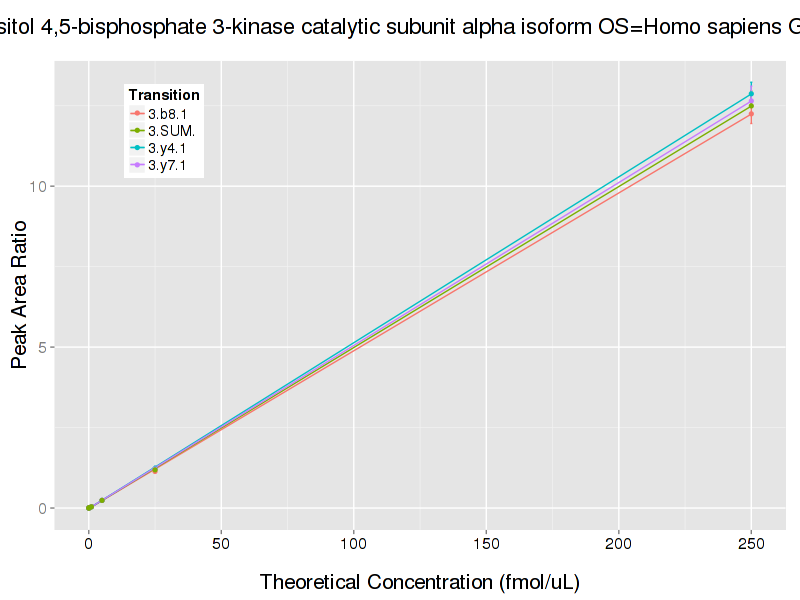 sitol 4,5-bisphosphate 3-kinase catalytic subunit alpha isoform OS=Homo sapiens G
Transition
3.b8.1
3.SUM.
3.y4.1
3.y7.1
10
5
0
Peak Area Ratio
0 50 100 150 200 250
Theoretical Concentration (fmol/uL)